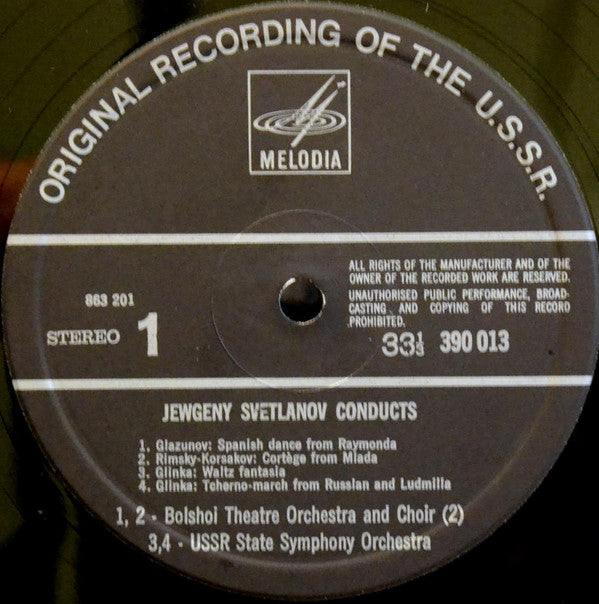 ORIGINAL RECORDING OF THE U.S.S.R.
MELODIA
ALL RIGHTS OF THE MANUFACTURER AND OF THE
OWNER OF THE RECORDED WORK ARE RESERVED.
UNAUTHORISED PUBLIC PERFORMANCE, BROAD-
CASTING AND COPYING OF THIS RECORD
PROHIBITED.
863 201
STEREO 1
33⅓ 390 013
JEWGENY SVETLANOV CONDUCTS
1. Glazunov: Spanish dance from Raymonda
2. Rimsky-Korsakov: Cortège from Mlada
3. Glinka: Waltz fantasia
4. Glinka: Tcherno-march from Russlan and Ludmilla
1, 2 - Bolshoi Theatre Orchestra and Choir (2)
3,4 - USSR State Symphony Orchestra